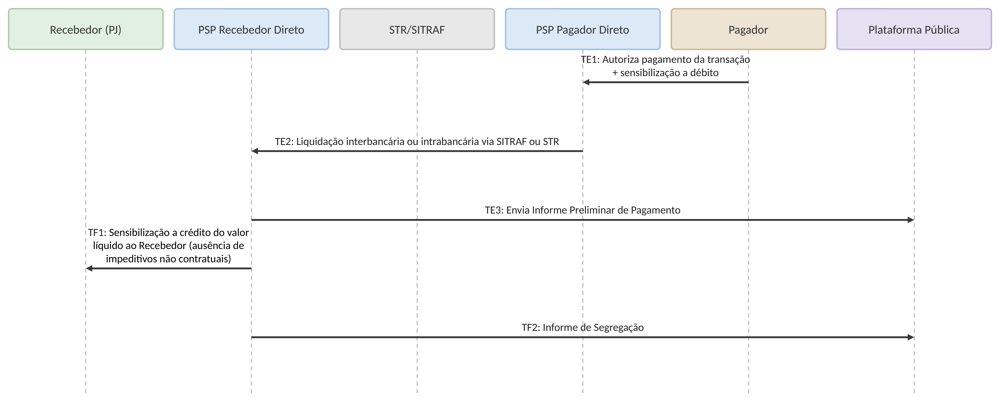 Recebedor (PJ)
PSP Recebedor Direto
STR/SITRAF
PSP Pagador Direto
Pagador
Plataforma Pública
TE1: Autoriza pagamento da transação
+ sensibilização a débito
TE2: Liquidação interbancária ou intrabancária via SITRAF ou STR
TE3: Envia Informe Preliminar de Pagamento
TF1: Sensibilização a crédito do valor
líquido ao Recebedor (ausência de
impeditivos não contratuais)
TF2: Informe de Segregação